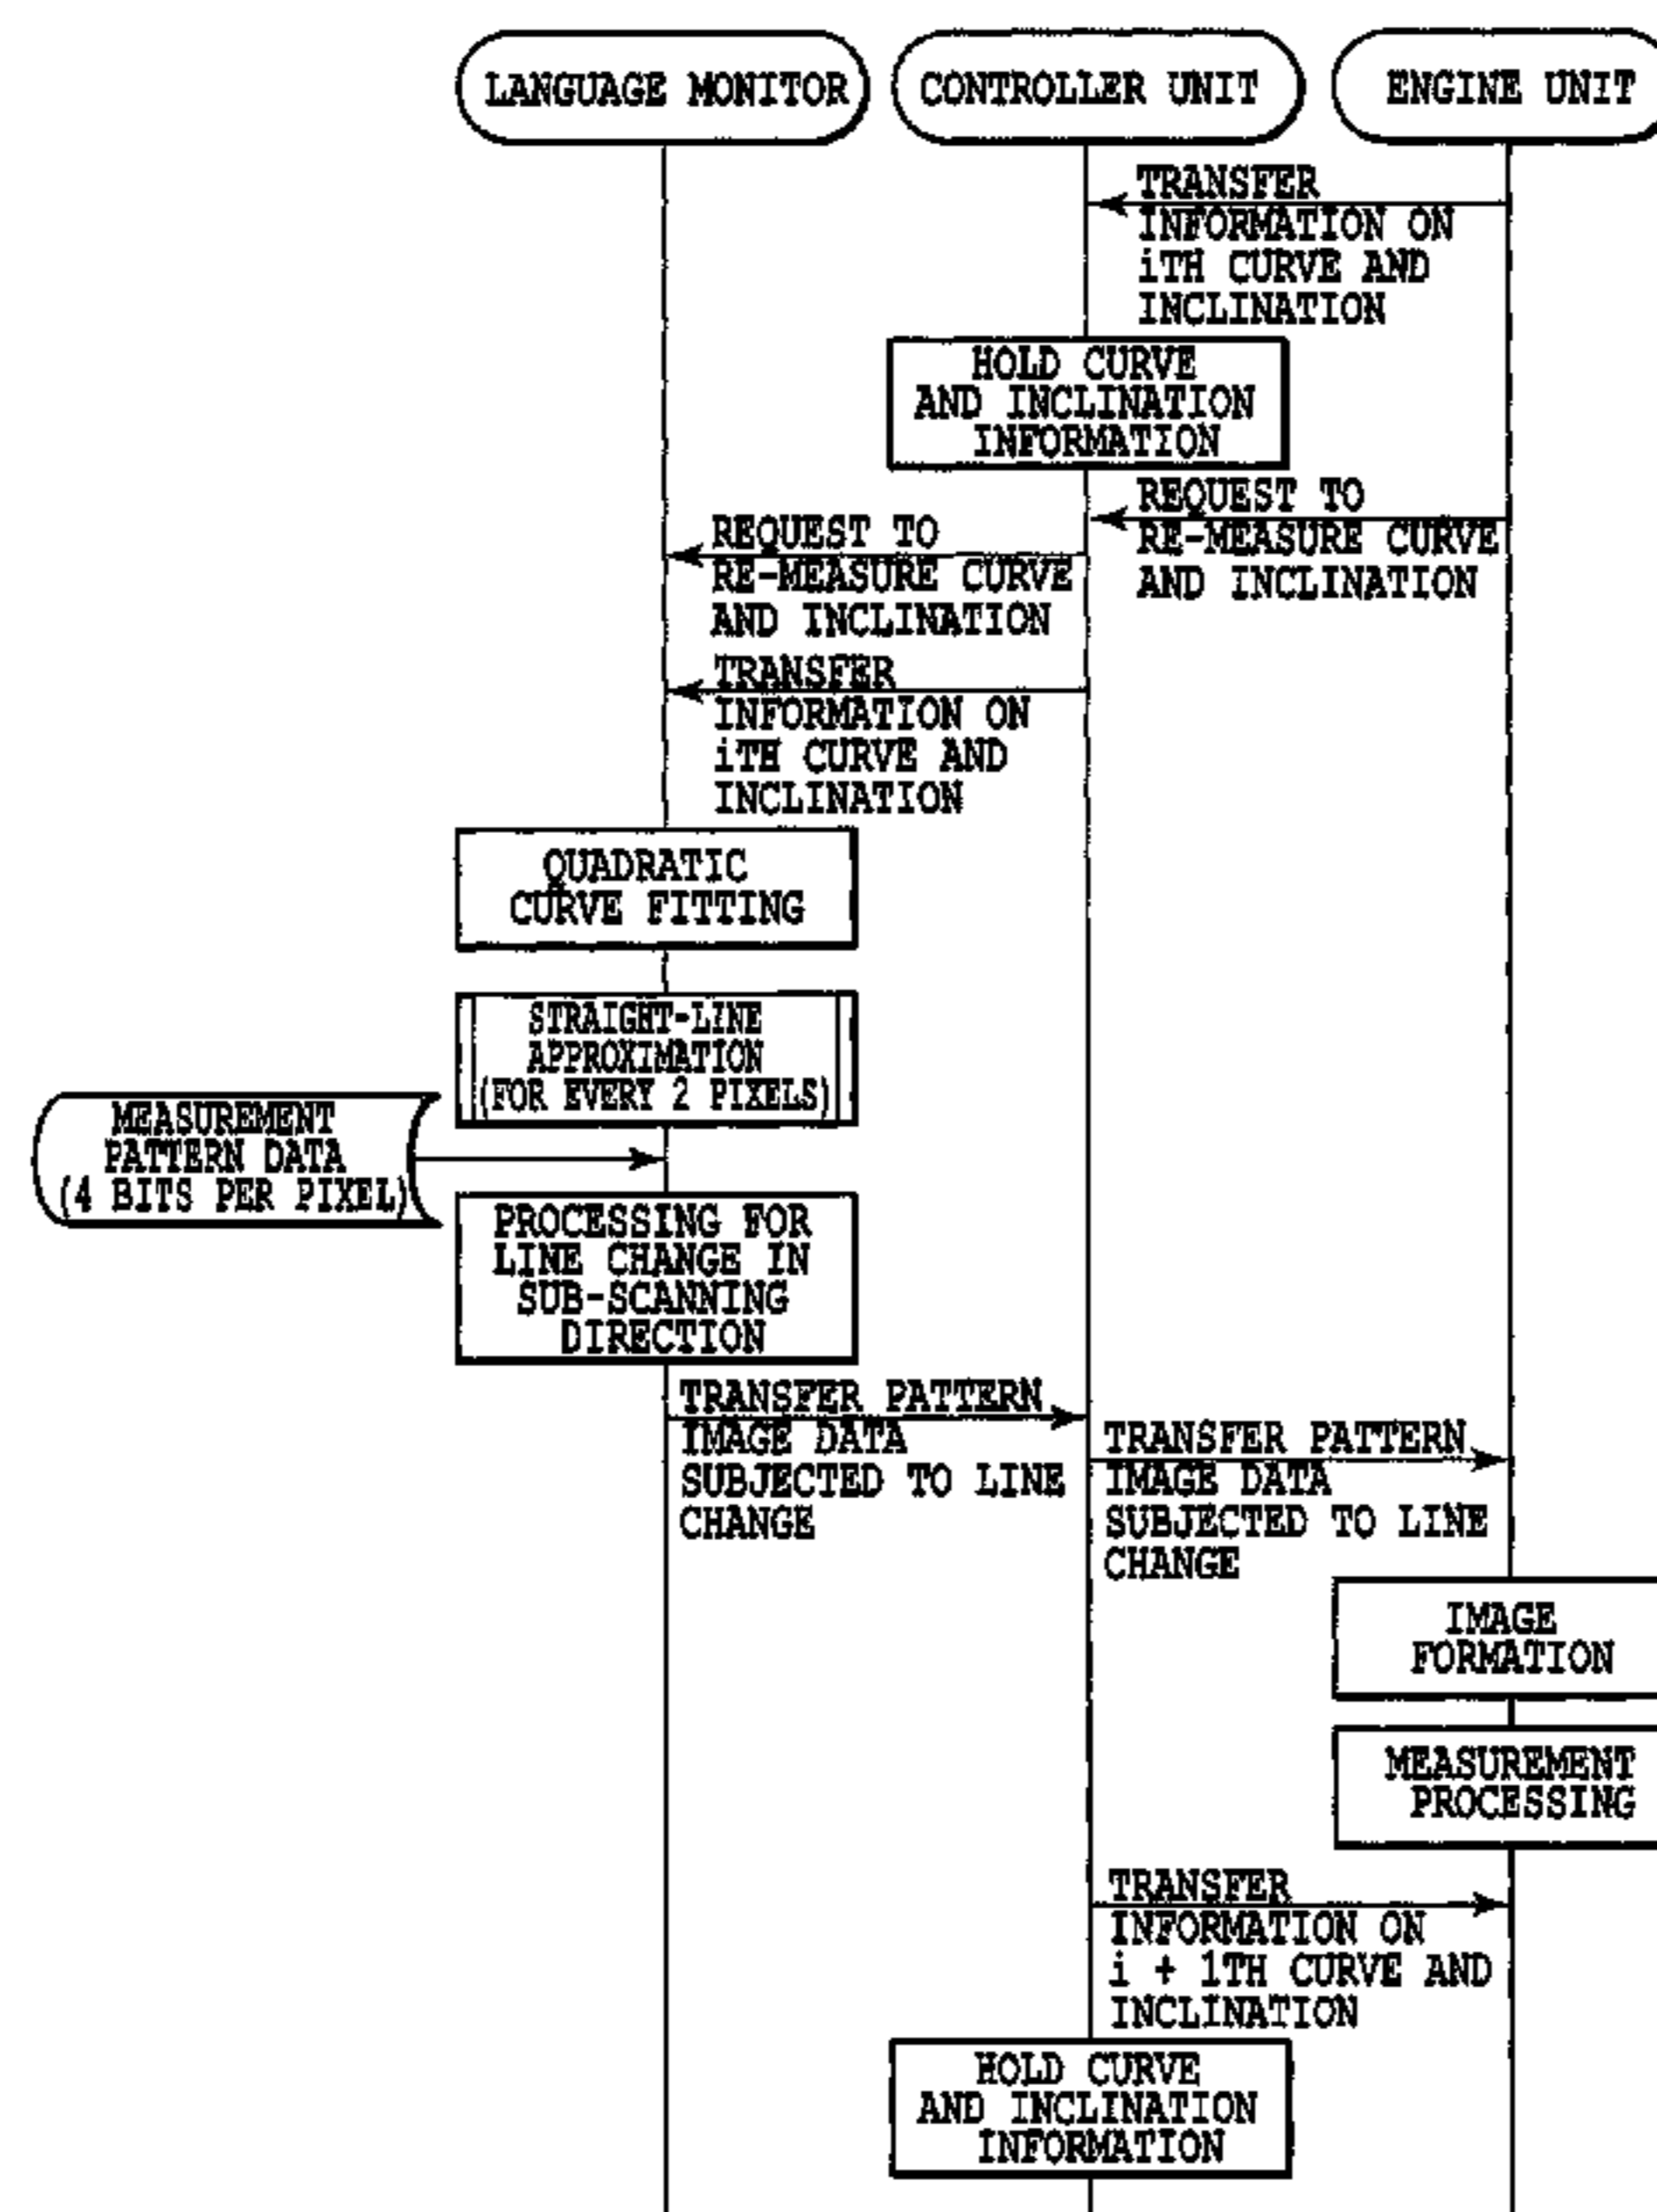 LANGUAGE MONITOR
CONTROLLER UNIT
ENGINE UNIT
TRANSFER
INFORMATION ON
iTH CURVE AND
INCLINATION
HOLD CURVE
AND INCLINATION
INFORMATION
REQUEST TO
RE-MEASURE CURVE
AND INCLINATION
REQUEST TO
RE-MEASURE CURVE
AND INCLINATION
TRANSFER
INFORMATION ON
iTH CURVE AND
INCLINATION
QUADRATIC
CURVE FITTING
STRAIGHT-LINE
APPROXIMATION
(FOR EVERY 2 PIXELS)
MEASUREMENT
PATTERN DATA
(4 BITS PER PIXEL)
PROCESSING FOR
LINE CHANGE IN
SUB-SCANNING
DIRECTION
TRANSFER PATTERN
IMAGE DATA
SUBJECTED TO LINE
CHANGE
TRANSFER PATTERN
IMAGE DATA
SUBJECTED TO LINE
CHANGE
IMAGE
FORMATION
MEASUREMENT
PROCESSING
TRANSFER
INFORMATION ON
i + 1TH CURVE AND
INCLINATION
HOLD CURVE
AND INCLINATION
INFORMATION